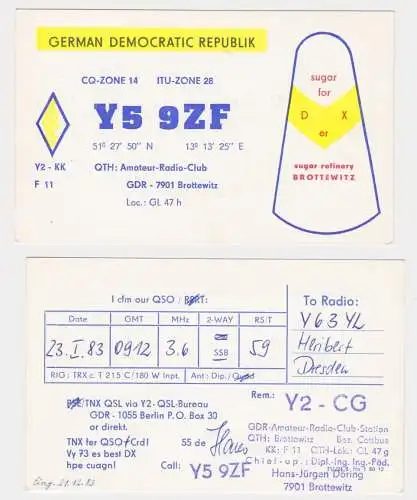 GERMAN DEMOCRATIC REPUBLIK
CQ-ZONE 14 ITU-ZONE 28
Y5 9ZF
51° 27' 50" N 13° 13' 25" E
Y2 - KK
F 11
QTH: Amateur-Radio-Club
GDR - 7901 Brottewitz
Loc.: GL 47 h
sugar
for
D X
er
sugar refinery
BROTTEWITZ
I cfm our QSO /
Date GMT MHz 2-WAY RST
23. I. 83 0912 3.6 SSB 59
RIG: TRX c. T 215 C/180 W Inpt. Ant.: Dip./
To Radio:
Y63YL
Heribert
Dresden
/TNX QSL via Y2-QSL-Bureau
GDR - 1055 Berlin P.O. Box 30
or direkt.
TNX fer QSO + Crd!
Vy 73 es best DX
hpe cuagn!
55 de Hans
Call: Y5 9ZF
Rem.: Y2 - CG
GDR-Amateur-Radio-Club-Station
QTH: Brottewitz Bez. Cottbus
KK: F 11 QTH-Lok.: GL 47 g
Chief-op.: Dipl.-Ing. Ing.-Päd.
Hans-Jürgen Döring
7901 Brottewitz
Eing. 21.12.83